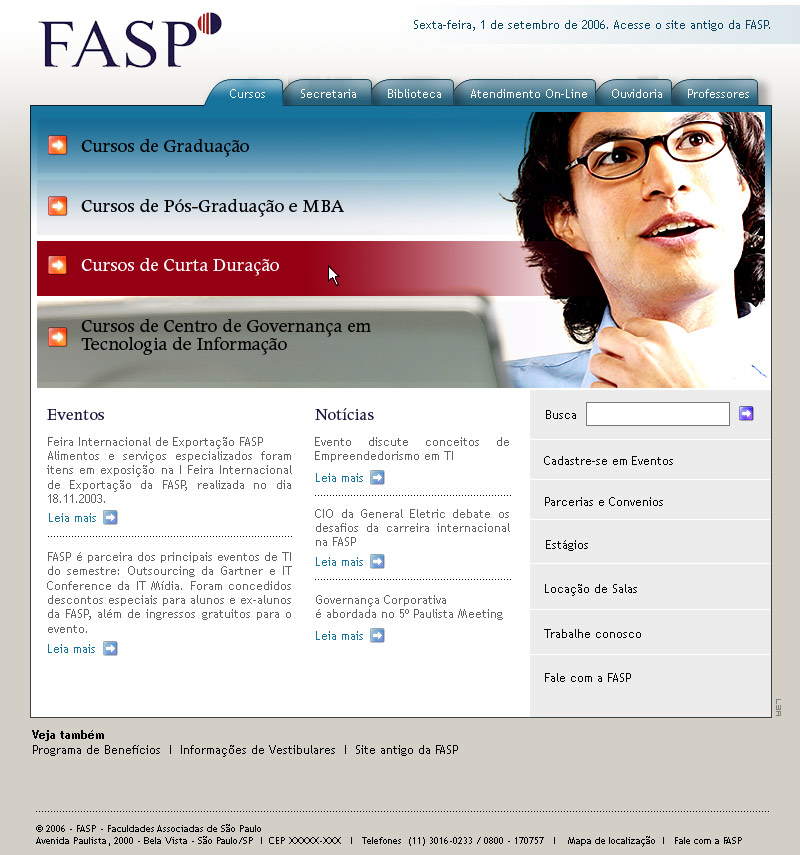 FASP
Sexta-feira, 1 de setembro de 2006. Acesse o site antigo da FASP.
Cursos
Secretaria
Biblioteca
Atendimento On-Line
Ouvidoria
Professores
Cursos de Graduação
Cursos de Pós-Graduação e MBA
Cursos de Curta Duração
Cursos de Centro de Governança em
Tecnologia de Informação
Eventos
Feira Internacional de Exportação FASP
Alimentos e serviços especializados foram
itens em exposição na I Feira Internacional
de Exportação da FASP, realizada no dia
18.11.2003.
Leia mais
FASP é parceira dos principais eventos de TI
do semestre: Outsourcing da Gartner e IT
Conference da IT Mídia. Foram concedidos
descontos especiais para alunos e ex-alunos
da FASP, além de ingressos gratuitos para o
evento.
Leia mais
Notícias
Evento discute conceitos de
Empreendedorismo em TI
Leia mais
CIO da General Eletric debate os
desafios da carreira internacional
na FASP
Leia mais
Governança Corporativa
é abordada no 5º Paulista Meeting
Leia mais
Busca
Cadastre-se em Eventos
Parcerias e Convenios
Estágios
Locação de Salas
Trabalhe conosco
Fale com a FASP
LBR
Veja também
Programa de Benefícios | Informações de Vestibulares | Site antigo da FASP
© 2006 - FASP - Faculdades Associadas de São Paulo
Avenida Paulista, 2000 - Bela Vista - São Paulo/SP | CEP XXXXX-XXX | Telefones (11) 3016-0233 / 0800 - 170757 | Mapa de localização | Fale com a FASP